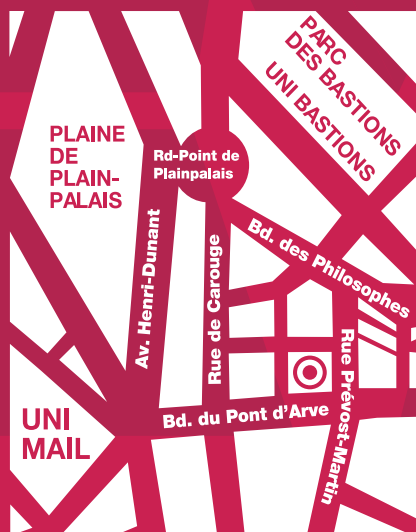 PARC
DES BASTIONS
UNI BASTIONS
PLAINE
DE
PLAIN-
PALAIS
Rd-Point de
Plainpalais
Bd. des Philosophes
Av. Henri-Dunant
Rue de Carouge
Rue Prévost-Martin
Bd. du Pont d'Arve
UNI
MAIL